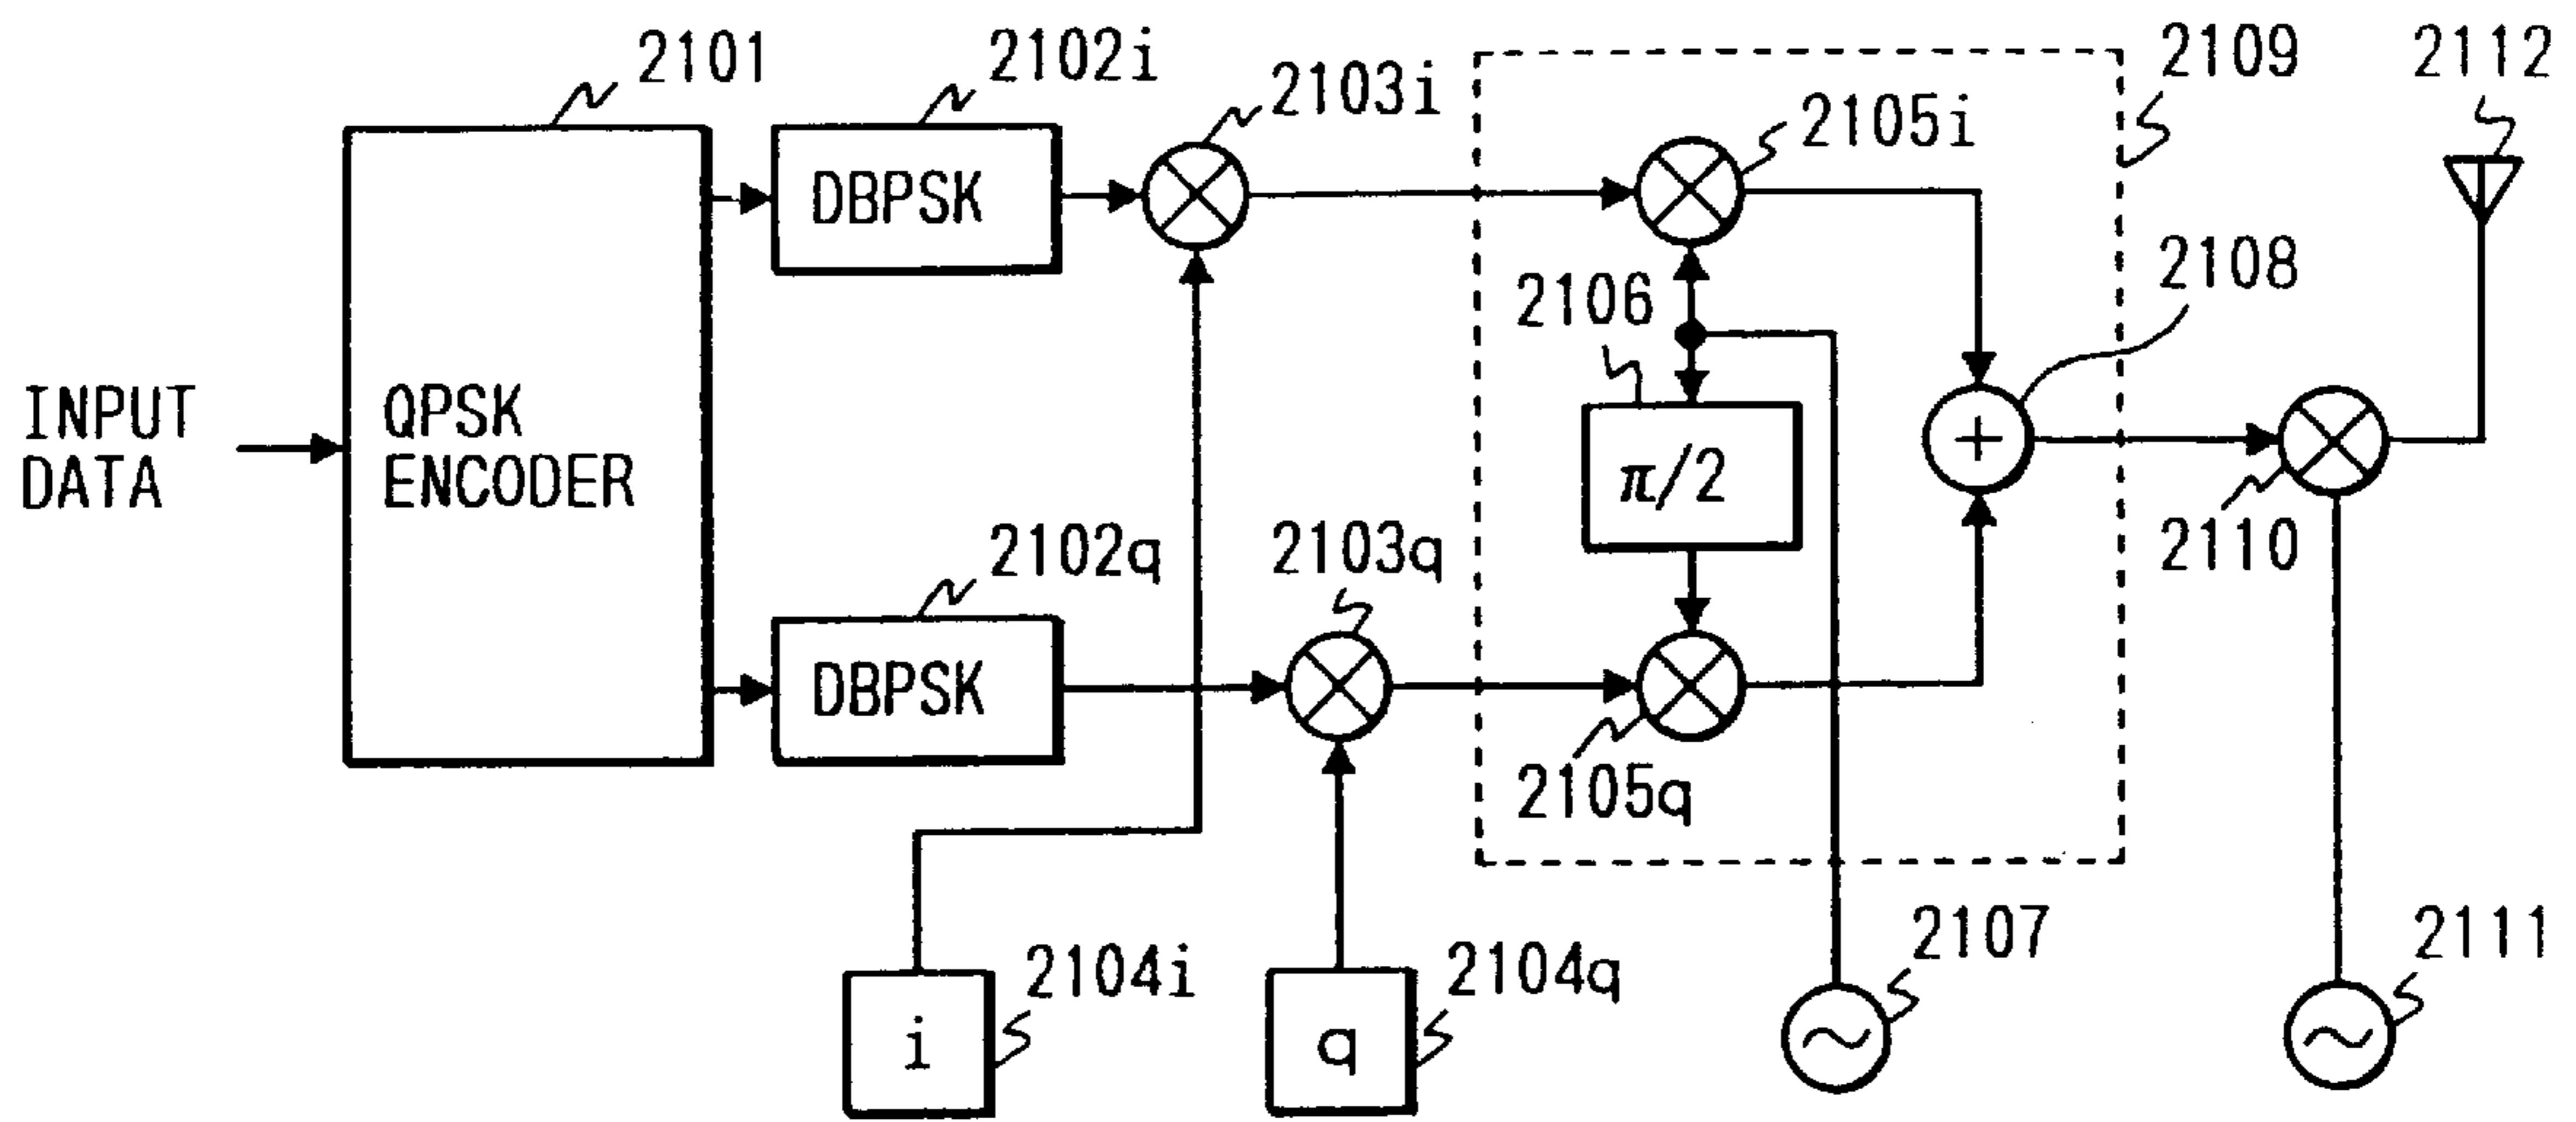 2101
2102i
2103i
2105i
2109
2112
DBPSK
2106
2108
INPUT
DATA
QPSK
ENCODER
π/2
+
2102q
2103q
2110
DBPSK
2105q
2104i
2104q
2107
2111
i
q